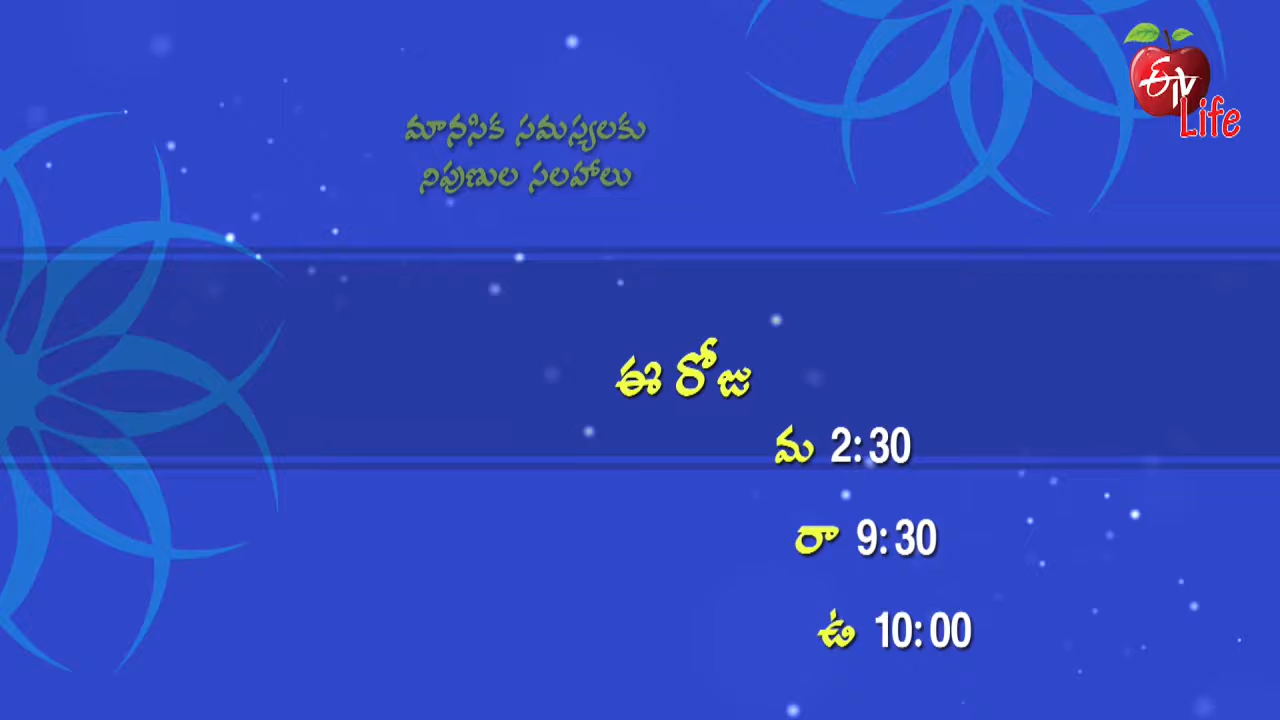 ETV
Life
మానసిక సమస్యలకు
నిపుణుల సలహాలు
ఈ రోజు
మ 2:30
రా 9:30
ఉ 10:00